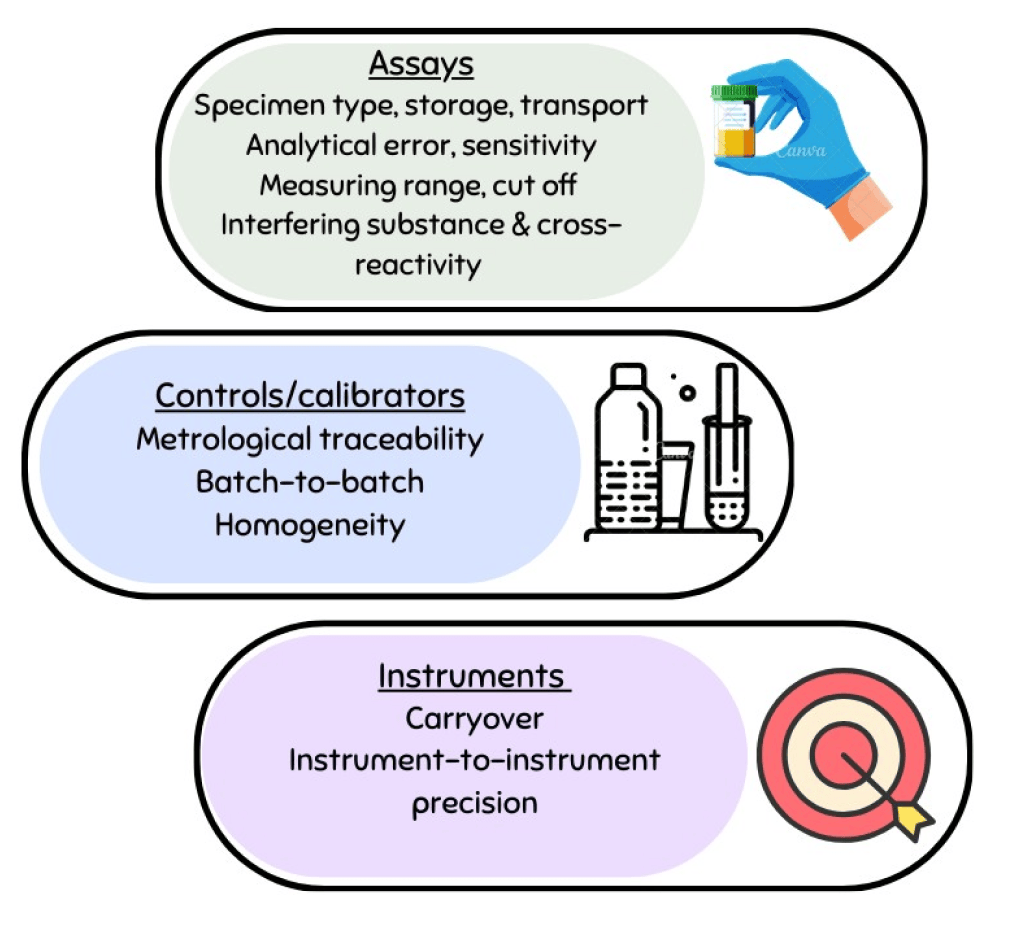 Assays
Specimen type, storage, transport
Analytical error, sensitivity
Measuring range, cut off
Interfering substance & cross-
reactivity
Canva
Controls/calibrators
Metrological traceability
Batch-to-batch
Homogeneity
Canva
Instruments
Carryover
Instrument-to-instrument
precision